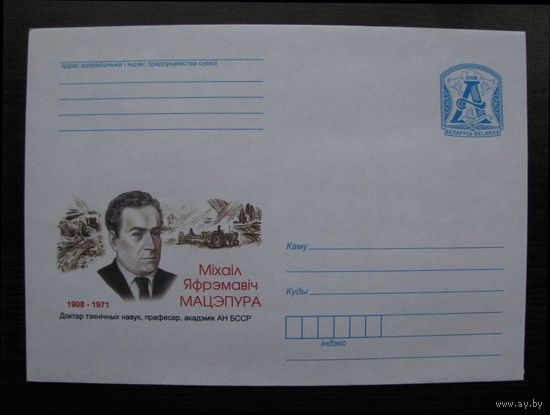 адрас адпраўшчыка і індэкс прадпрыемства сувязі
2008
А
БЕЛАРУСЬ BELARUS
Міхаіл
Яфрэмавіч
МАЦЭПУРА
1908 - 1971
Доктар тэхнічных навук, прафесар, акадэмік АН БССР
Каму
Куды
індэкс
www.ay.by